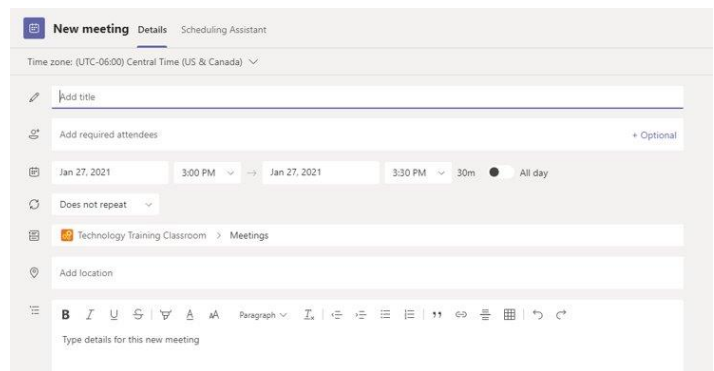 New meeting Details Scheduling Assistant
Time zone: (UTC-06:00) Central Time (US & Canada)
Add title
Add required attendees + Optional
Jan 27, 2021 3:00 PM → Jan 27, 2021 3:30 PM 30m All day
Does not repeat
Technology Training Classroom > Meetings
Add location
B I U S A AA Paragraph Tx
Type details for this new meeting